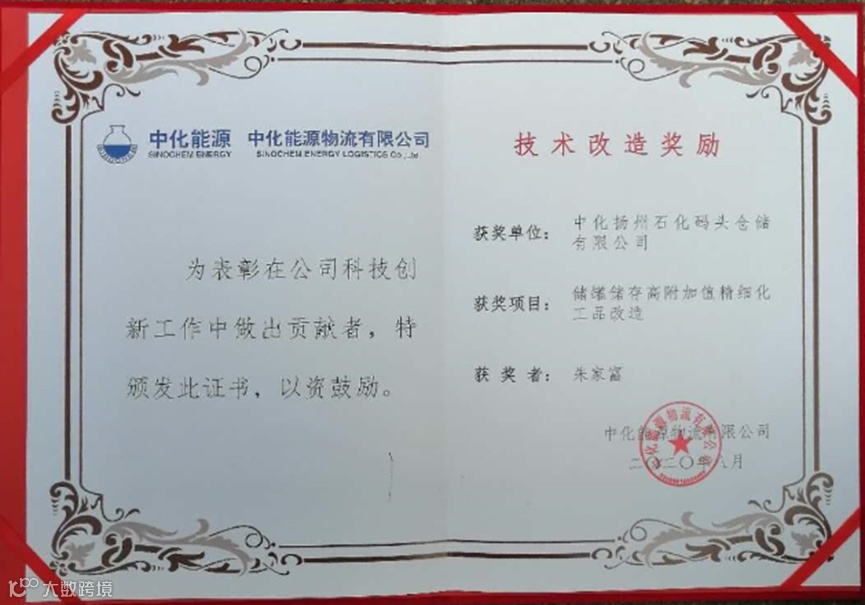 中化能源 中化能源物流有限公司
SINOCHEM ENERGY SINOCHEM ENERGY LOGISTICS Co.,Ltd
为表彰在公司科技创
新工作中做出贡献者，特
颁发此证书，以资鼓励。
技术改造奖励
获奖单位： 中化扬州石化码头仓储
有限公司
获奖项目： 储罐储存高附加值精细化
工品改造
获 奖 者： 朱家富
中化能源物流有限公司
二〇二〇年八月
大数跨境